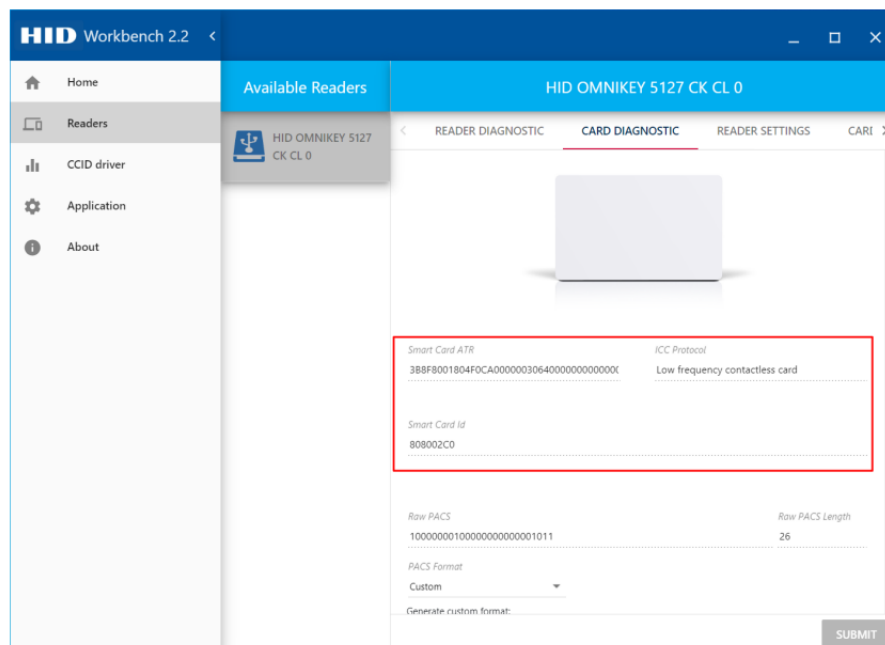 HID Workbench 2.2
Home
Readers
CCID driver
Application
About
Available Readers
HID OMNIKEY 5127
CK CL 0
HID OMNIKEY 5127 CK CL 0
READER DIAGNOSTIC CARD DIAGNOSTIC READER SETTINGS CARI
Smart Card ATR ICC Protocol
Low frequency contactless card
Smart Card Id
808002C0
Raw PACS Raw PACS Length
26
PACS Format
Custom
Generate custom format:
SUBMIT